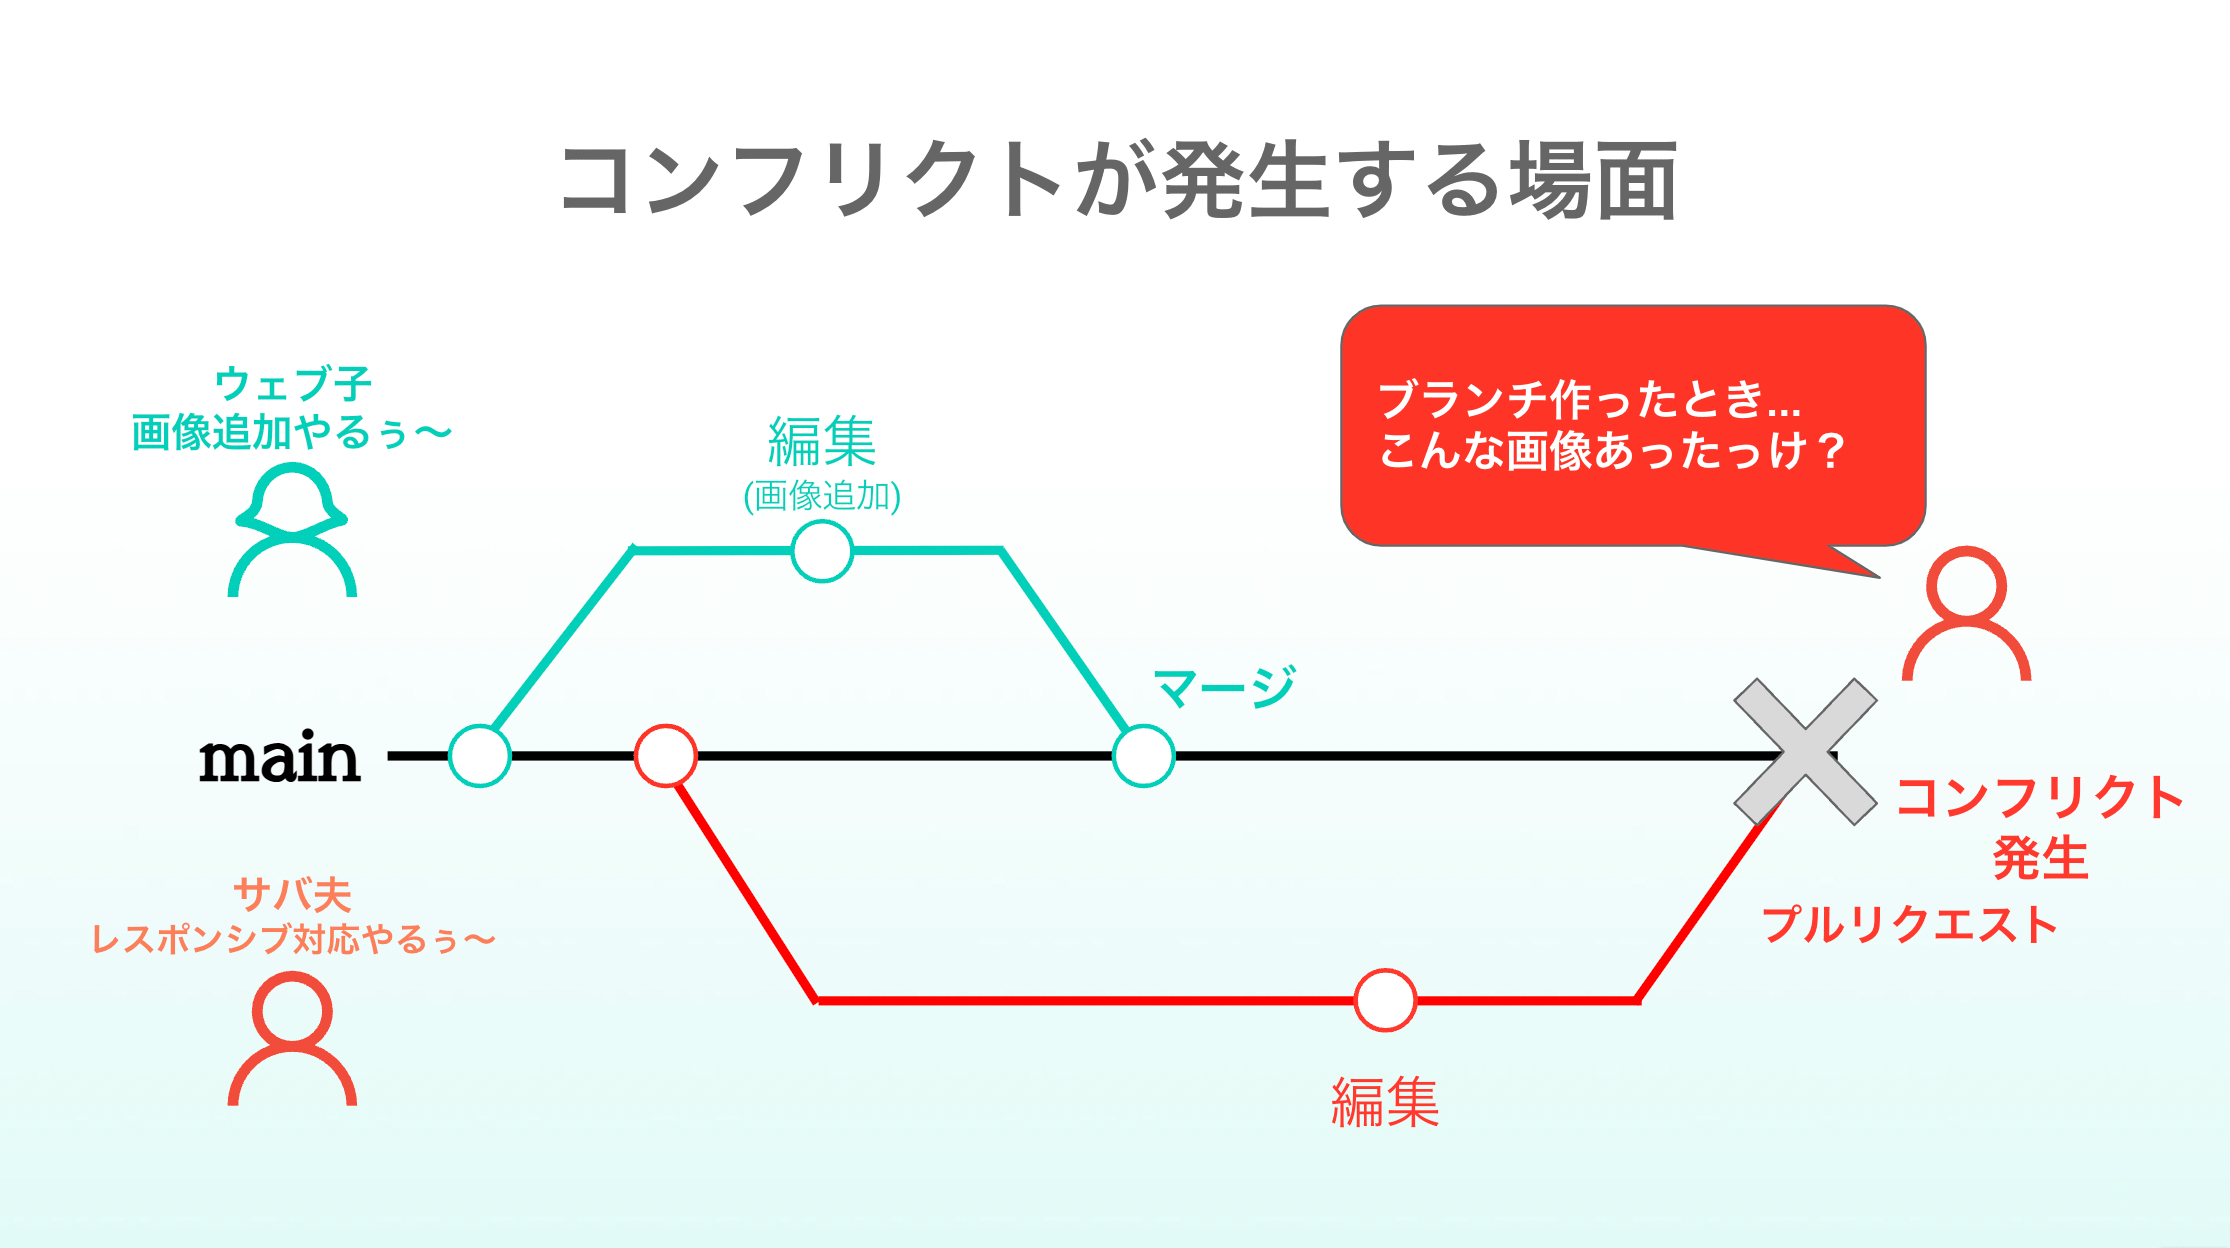 コンフリクトが発生する場面
ブランチ作ったとき...
こんな画像あったっけ？
ウェブ子
画像追加やるぅ〜
編集
(画像追加)
マージ
main
コンフリクト
発生
プルリクエスト
サバ夫
レスポンシブ対応やるぅ〜
編集